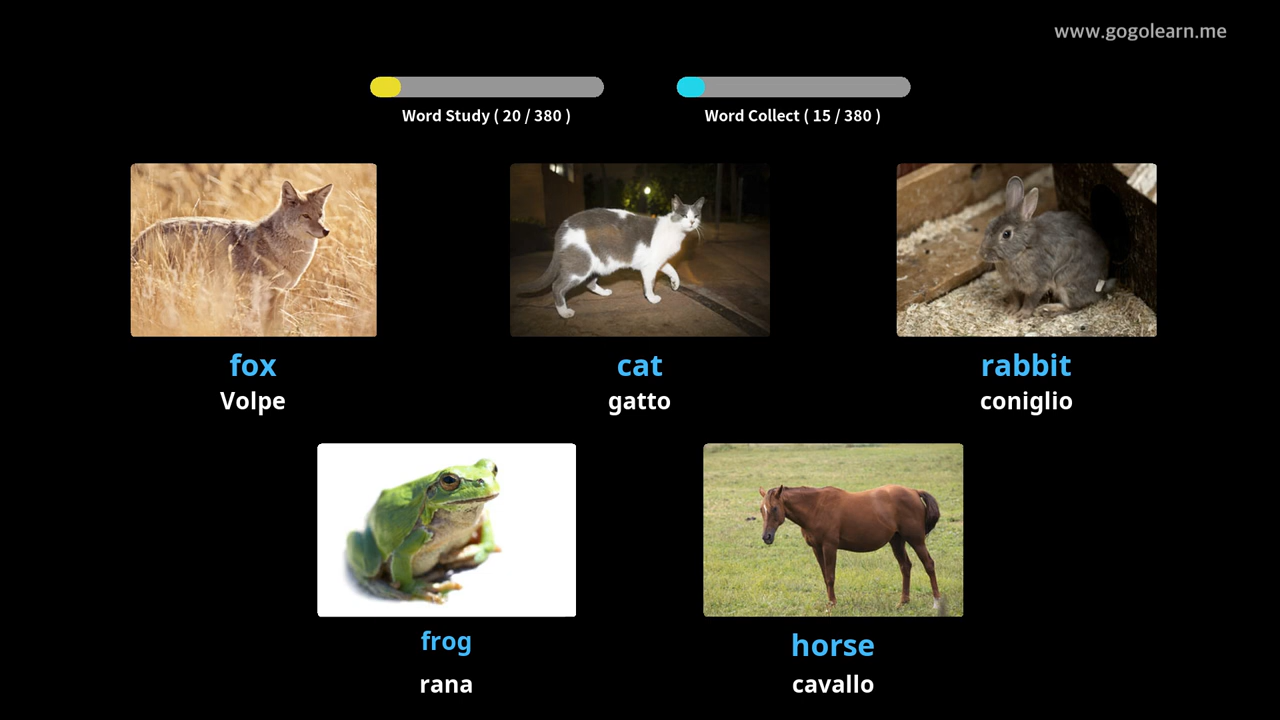 www.gogolearn.me
Word Study ( 20 / 380 )
Word Collect ( 15 / 380 )
fox
Volpe
cat
gatto
rabbit
coniglio
frog
rana
horse
cavallo